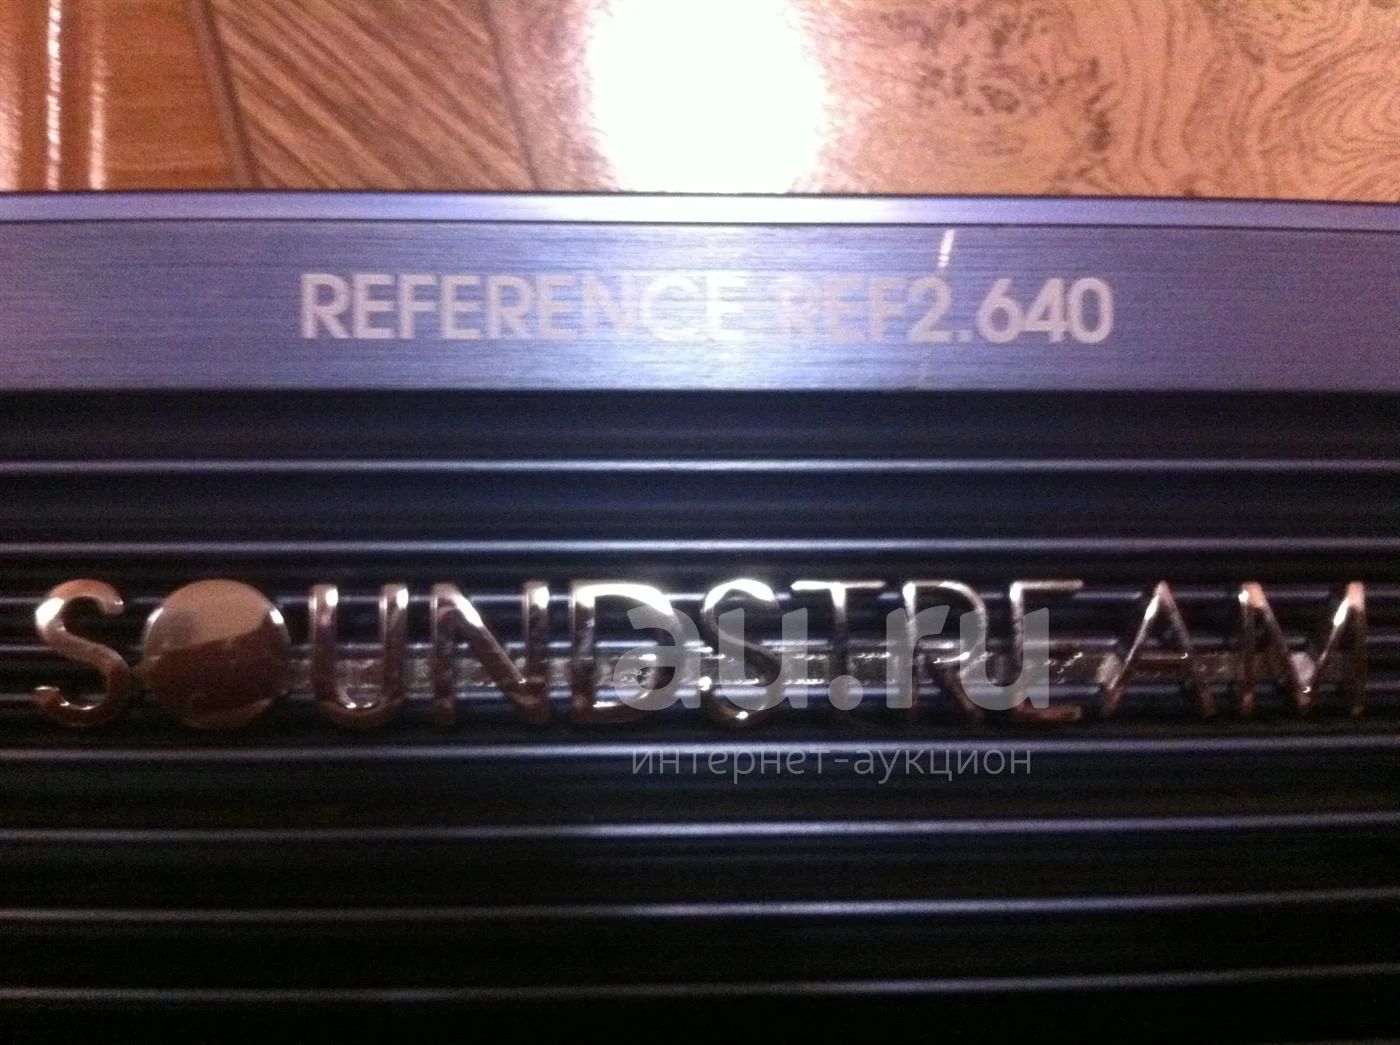 REFERENCE REF2.640
SOUNDSTREAM
au.ru
интернет-аукцион